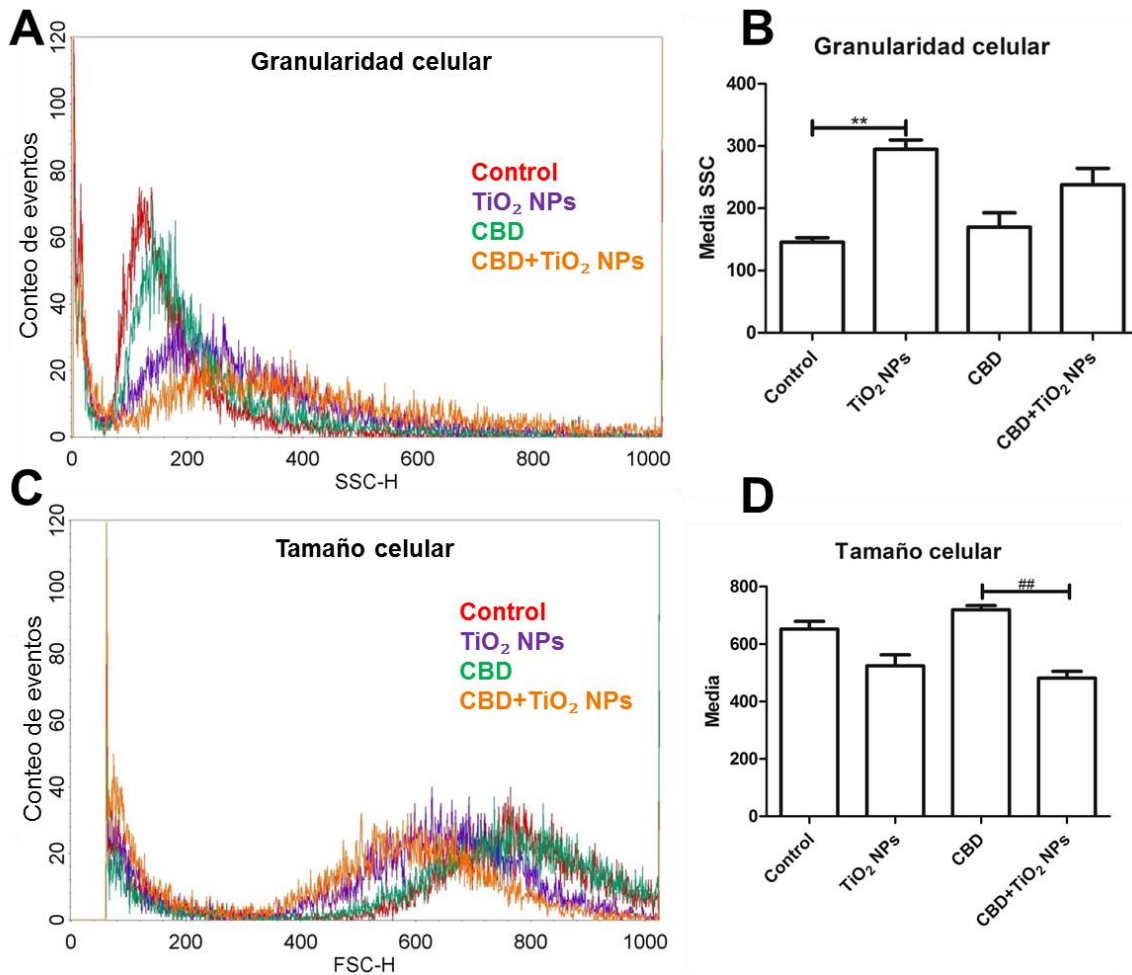 A
Granularidad celular
Control
TiO₂ NPs
CBD
CBD+TiO₂ NPs
Conteo de eventos
120
100
80
60
40
20
0
0 200 400 600 800 1000
SSC-H
B
Granularidad celular
Media SSC
400
300
200
100
0
**
Control
TiO₂ NPs
CBD
CBD+TiO₂ NPs
C
Tamaño celular
Control
TiO₂ NPs
CBD
CBD+TiO₂ NPs
Conteo de eventos
120
100
80
60
40
20
0
0 200 400 600 800 1000
FSC-H
D
Tamaño celular
Media
800
600
400
200
0
##
Control
TiO₂ NPs
CBD
CBD+TiO₂ NPs